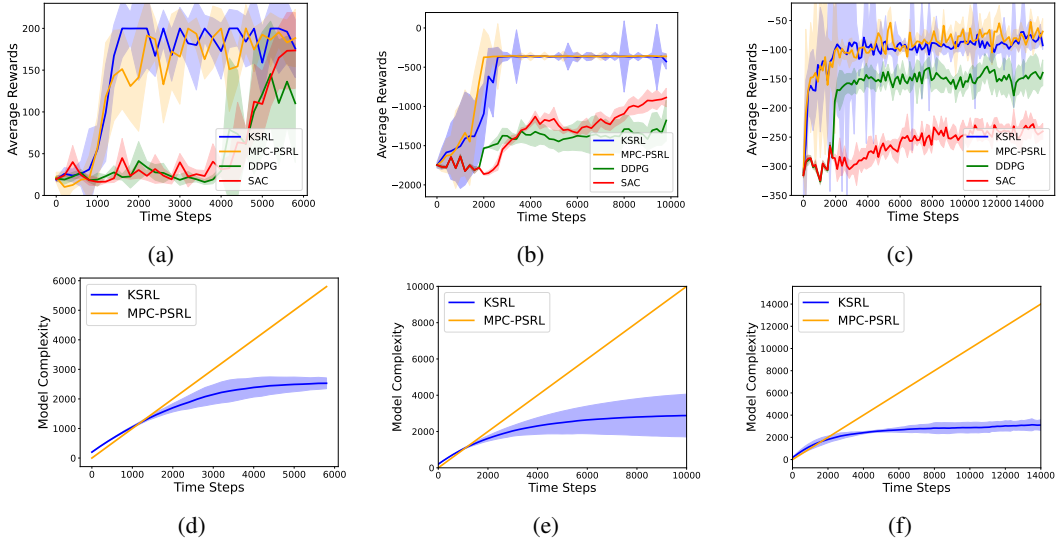 200
150
100
50
0
Average Rewards
KSRL
MPC-PSRL
DDPG
SAC
0 1000 2000 3000 4000 5000 6000
Time Steps
(a)
0
−500
−1000
−1500
−2000
Average Rewards
KSRL
MPC-PSRL
DDPG
SAC
0 2000 4000 6000 8000 10000
Time Steps
(b)
−50
−100
−150
−200
−250
−300
−350
Average Rewards
KSRL
MPC-PSRL
DDPG
SAC
0 2000 4000 6000 8000 10000 12000 14000
Time Steps
(c)
6000
5000
4000
3000
2000
1000
0
Model Complexity
KSRL
MPC-PSRL
0 1000 2000 3000 4000 5000 6000
Time Steps
(d)
10000
8000
6000
4000
2000
0
Model Complexity
KSRL
MPC-PSRL
0 2000 4000 6000 8000 10000
Time Steps
(e)
14000
12000
10000
8000
6000
4000
2000
0
Model Complexity
KSRL
MPC-PSRL
0 2000 4000 6000 8000 10000 12000 14000
Time Steps
(f)